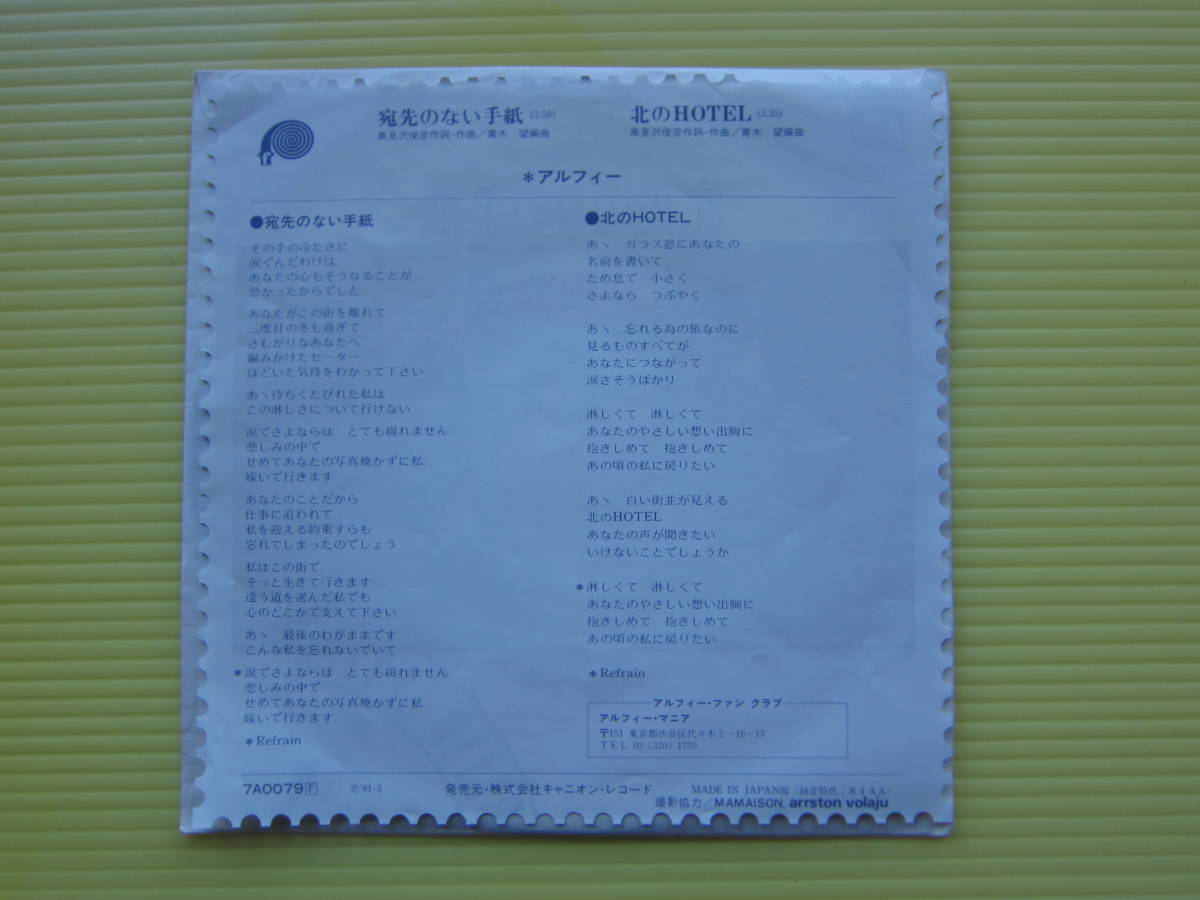 宛先のない手紙(3:58)
高見沢俊彦作詞・作曲／青木 望編曲
北のHOTEL(3:35)
高見沢俊彦作詞・作曲／青木 望編曲
＊アルフィー
●宛先のない手紙
その手の冷たさに
涙ぐんだわけは
あなたの心もそうなることが
恐かったからでした
あなたがこの街を離れて
三度目の冬も過ぎて
さむがりなあなたへ
編みかけたセーター
ほどいた気持をわかって下さい
あゝ待ちくたびれた私は
この淋しさについて行けない
涙でさよならは とても綴れません
悲しみの中で
せめてあなたの写真焼かずに私
嫁いで行きます
あなたのことだから
仕事に追われて
私を迎える約束すらも
忘れてしまったのでしょう
私はこの街で
そっと生きて行きます
違う道を選んだ私でも
心のどこかで支えて下さい
あゝ 最後のわがままです
こんな私を忘れないでいて
＊涙でさよならは とても綴れません
悲しみの中で
せめてあなたの写真焼かずに私
嫁いで行きます
＊Refrain
●北のHOTEL
あゝ ガラス窓にあなたの
名前を書いて
ため息で 小さく
さよなら つぶやく
あゝ 忘れる為の旅なのに
見るものすべてが
あなたにつながって
涙さそうばかり
淋しくて 淋しくて
あなたのやさしい想い出胸に
抱きしめて 抱きしめて
あの頃の私に戻りたい
あゝ 白い街並が見える
北のHOTEL
あなたの声が聞きたい
いけないことでしょうか
＊淋しくて 淋しくて
あなたのやさしい想い出胸に
抱きしめて 抱きしめて
あの頃の私に戻りたい
＊Refrain
アルフィー・ファン クラブ
アルフィー・マニア
〒151 東京都渋谷区代々木2－16－15
TEL 03 (320) 1770
7A0079 F ℗'81・5 発売元・株式会社キャニオン・レコード MADE IN JAPAN 〈録音特性：RIAA〉
撮影協力／MAMAISON, arrston volaju